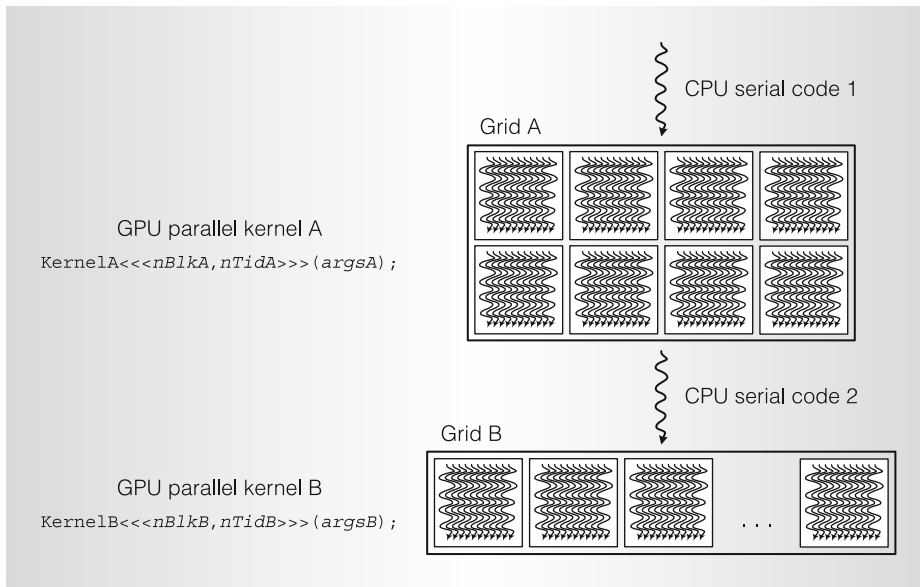 CPU serial code 1
Grid A
GPU parallel kernel A
KernelA<<<nBlkA,nTidA>>>(argsA);
CPU serial code 2
Grid B
GPU parallel kernel B
KernelB<<<nBlkB,nTidB>>>(argsB);
. . .